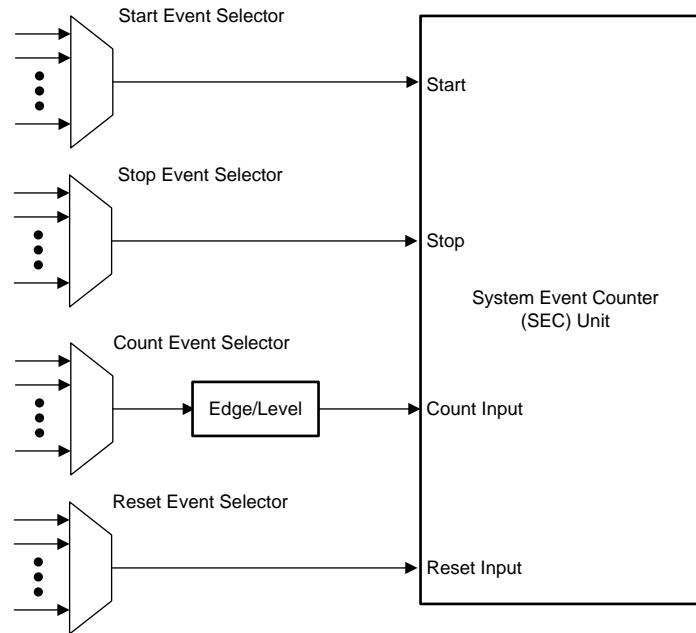 Start Event Selector
Start
Stop Event Selector
Stop
System Event Counter
(SEC) Unit
Count Event Selector
Edge/Level
Count Input
Reset Event Selector
Reset Input